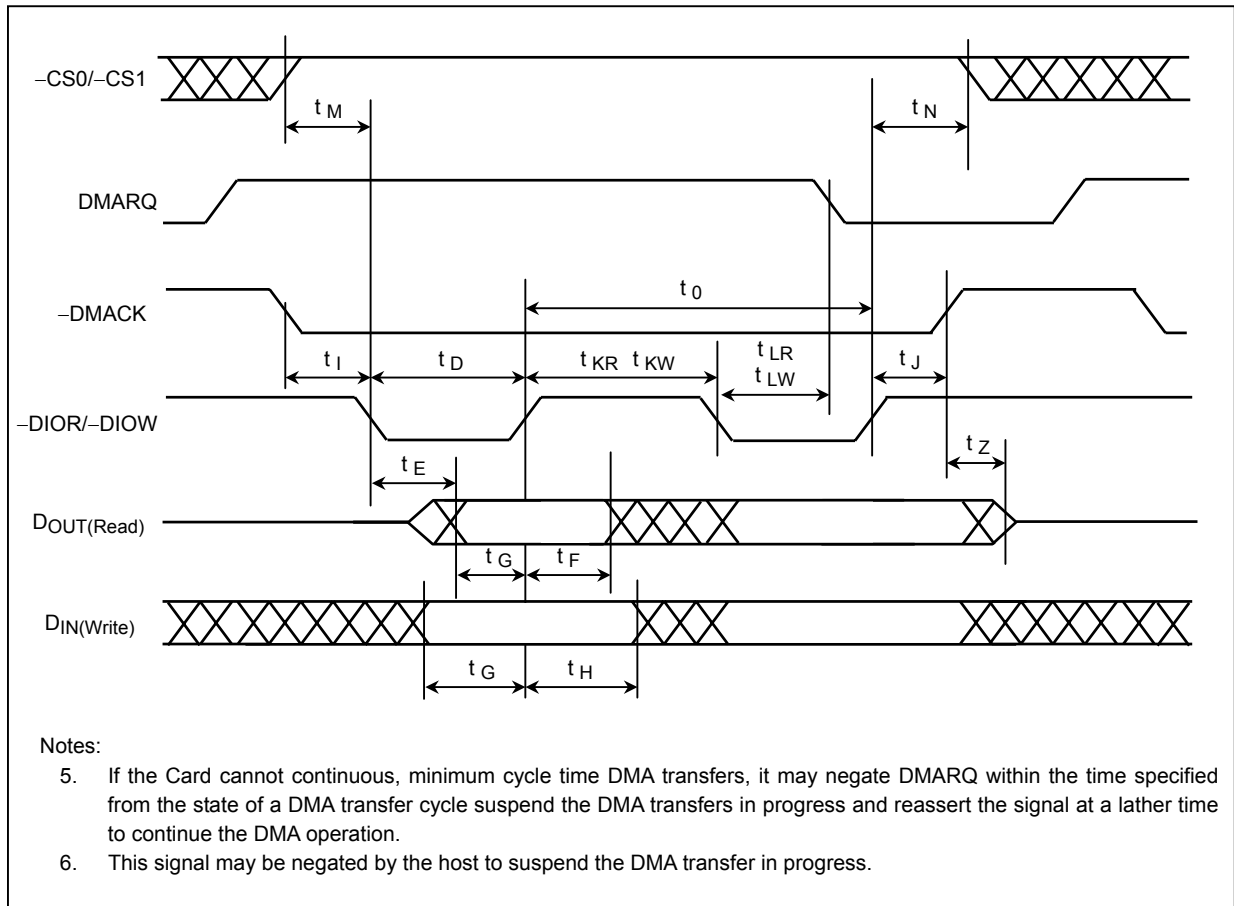 –CS0/–CS1
t M
t N
DMARQ
t 0
–DMACK
t I
t D
t KR t KW
t LR
t LW
t J
–DIOR/–DIOW
t E
t Z
DOUT(Read)
t G
t F
DIN(Write)
t G
t H
Notes:
5. If the Card cannot continuous, minimum cycle time DMA transfers, it may negate DMARQ within the time specified
from the state of a DMA transfer cycle suspend the DMA transfers in progress and reassert the signal at a lather time
to continue the DMA operation.
6. This signal may be negated by the host to suspend the DMA transfer in progress.